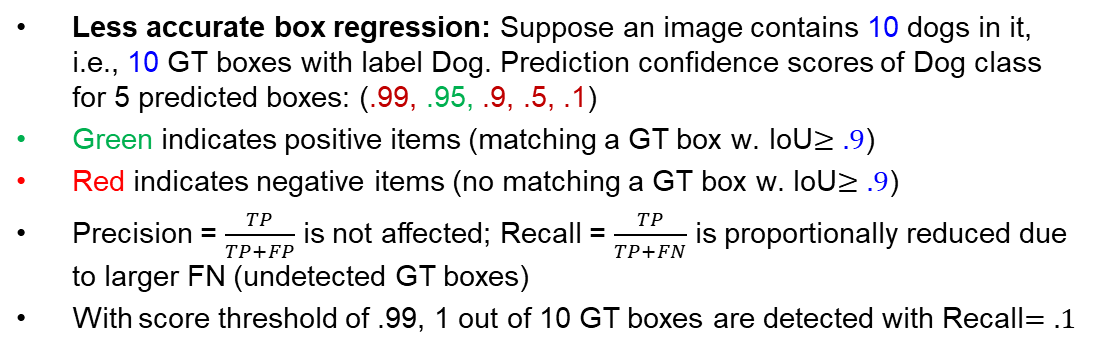 • Less accurate box regression: Suppose an image contains 10 dogs in it,
i.e., 10 GT boxes with label Dog. Prediction confidence scores of Dog class
for 5 predicted boxes: (.99, .95, .9, .5, .1)
• Green indicates positive items (matching a GT box w. IoU≥ .9)
• Red indicates negative items (no matching a GT box w. IoU≥ .9)
• Precision = TP/(TP+FP) is not affected; Recall = TP/(TP+FN) is proportionally reduced due
to larger FN (undetected GT boxes)
• With score threshold of .99, 1 out of 10 GT boxes are detected with Recall= .1